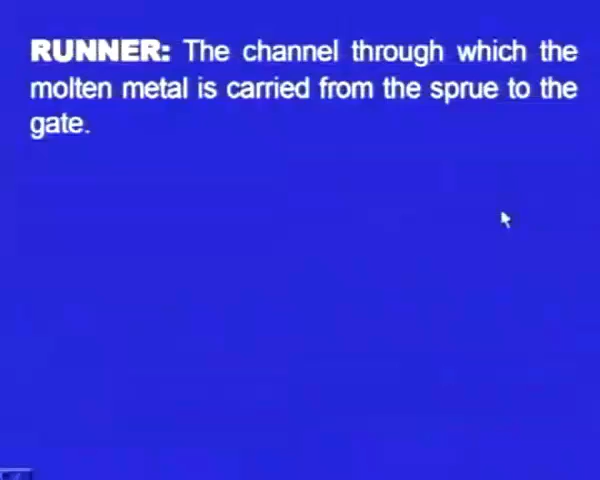 RUNNER: The channel through which the
molten metal is carried from the sprue to the
gate.